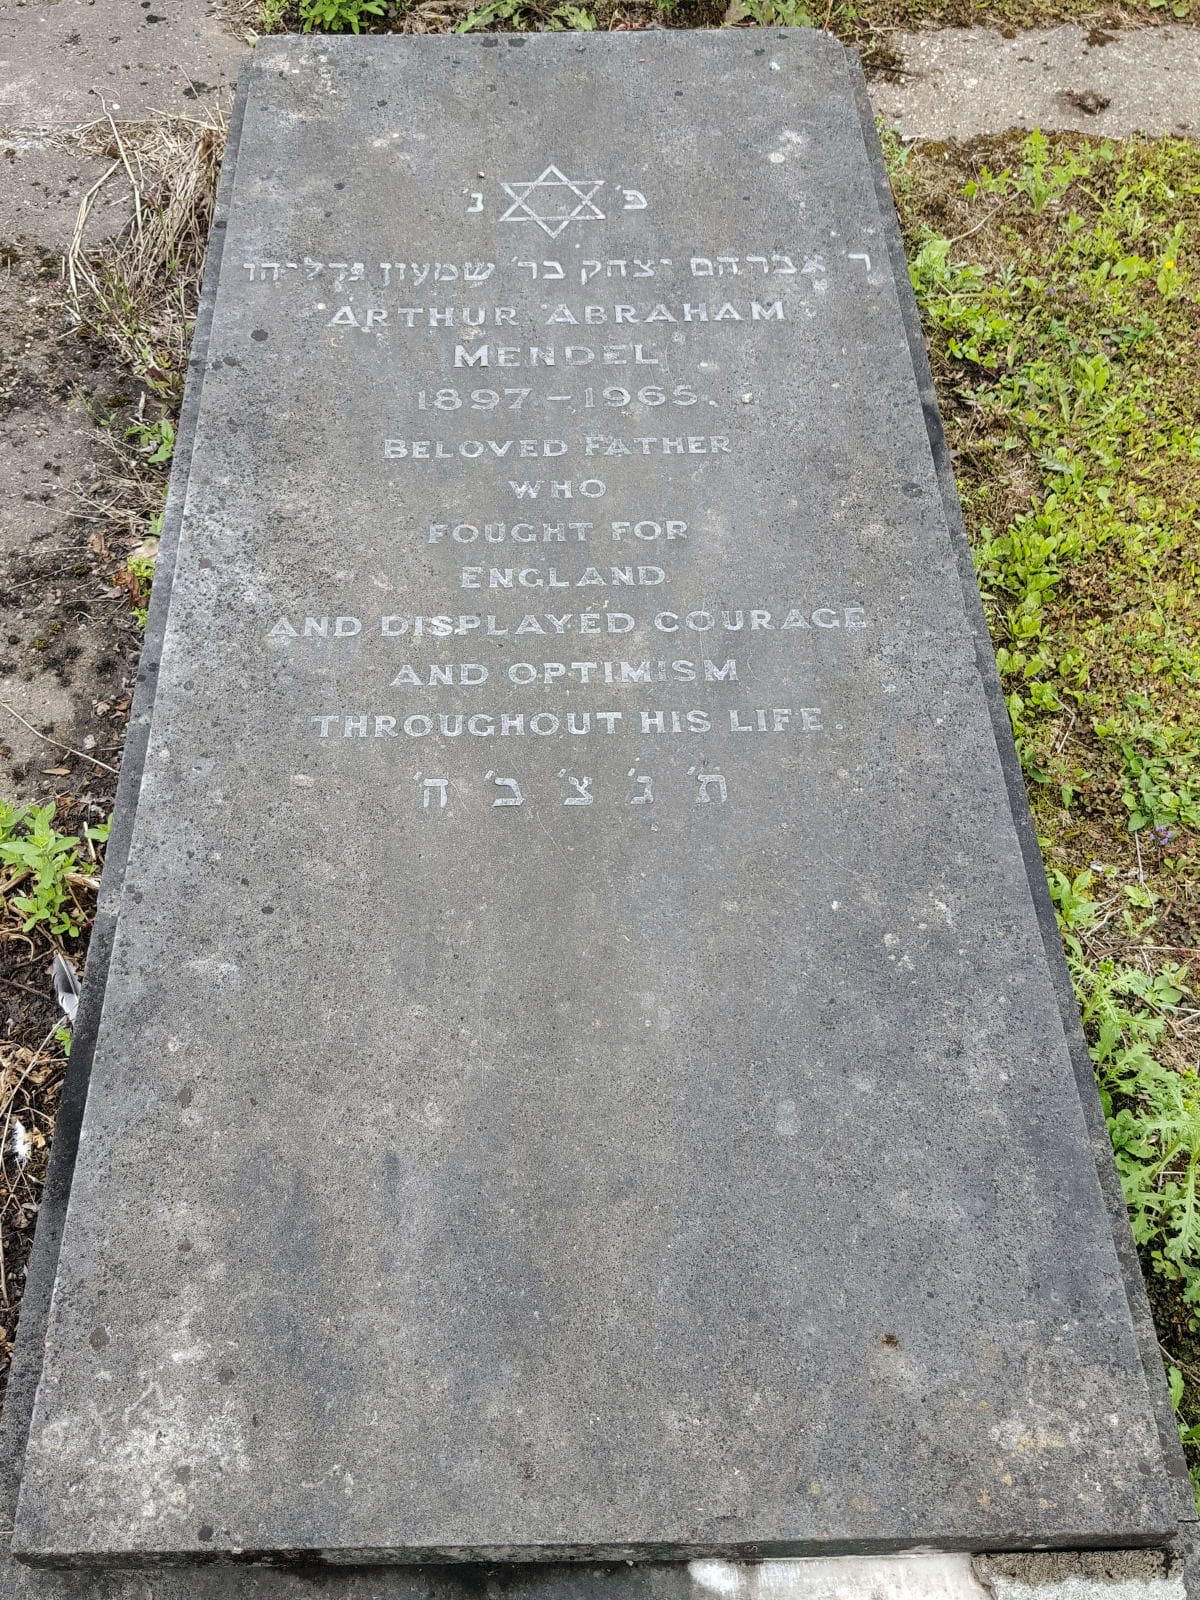 פ׳ נ׳
ר׳ אברהם יצחק בר׳ שמעון גדליהו
ARTHUR ABRAHAM
MENDEL
1897-1965.
BELOVED FATHER
WHO
FOUGHT FOR
ENGLAND
AND DISPLAYED COURAGE
AND OPTIMISM
THROUGHOUT HIS LIFE.
ת׳ נ׳ צ׳ ב׳ ה׳